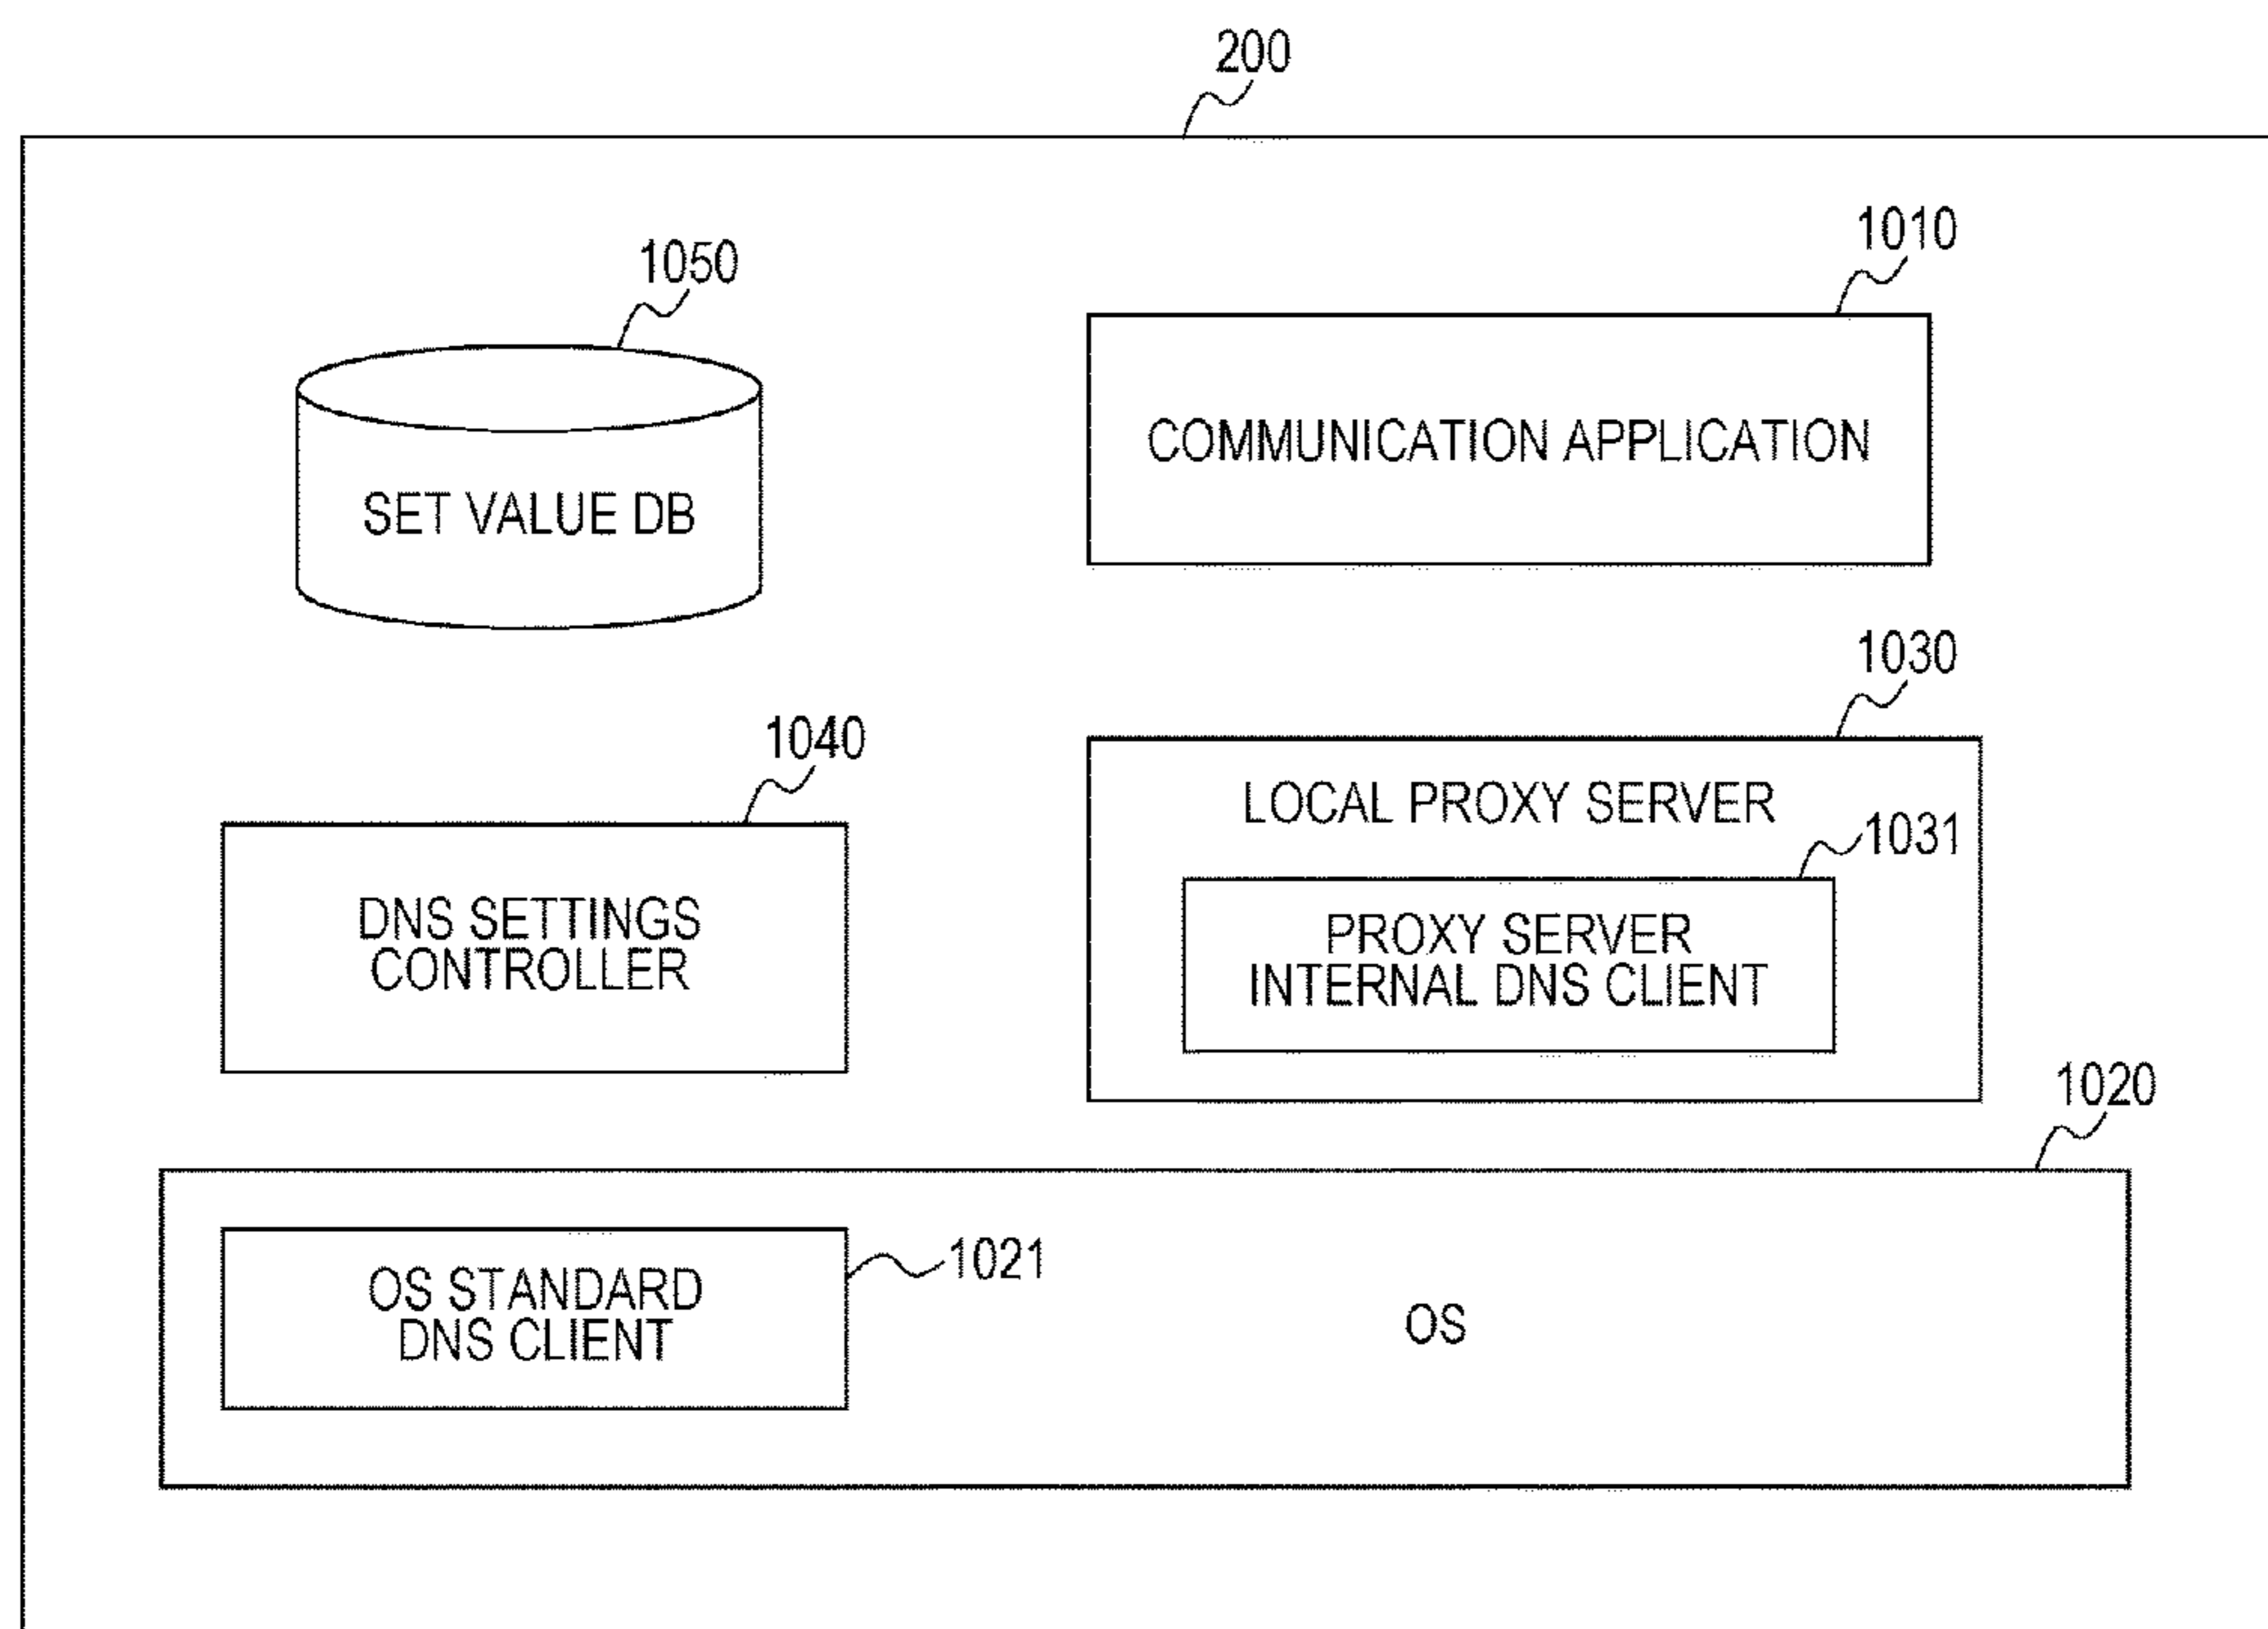 200
1050
1010
SET VALUE DB
COMMUNICATION APPLICATION
1040
1030
DNS SETTINGS
CONTROLLER
LOCAL PROXY SERVER
1031
PROXY SERVER
INTERNAL DNS CLIENT
1020
OS STANDARD
DNS CLIENT
1021
OS